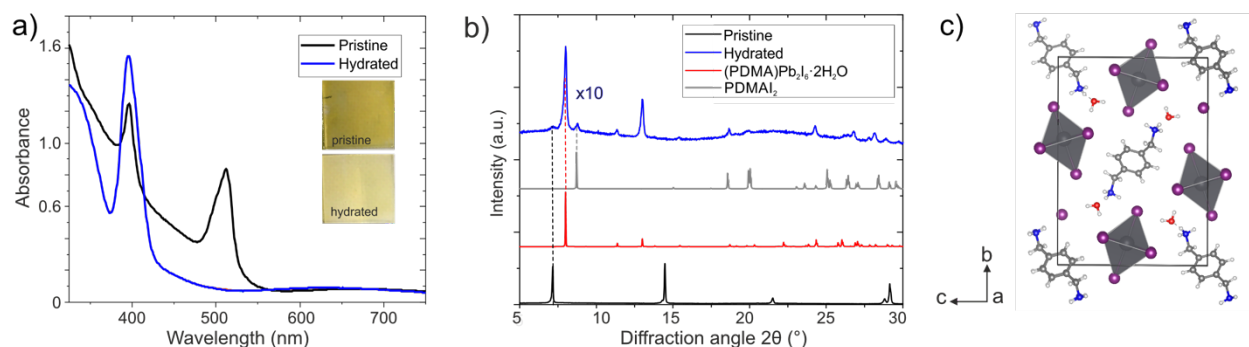 a)
1.6
1.0
0.6
0
Absorbance
400
500
600
700
Wavelength (nm)
Pristine
Hydrated
pristine
hydrated
b)
Intensity (a.u.)
Pristine
Hydrated
(PDMA)Pb₂I₆·2H₂O
PDMAI₂
x10
5
10
15
20
25
30
Diffraction angle 2θ (°)
c)
b
c
a